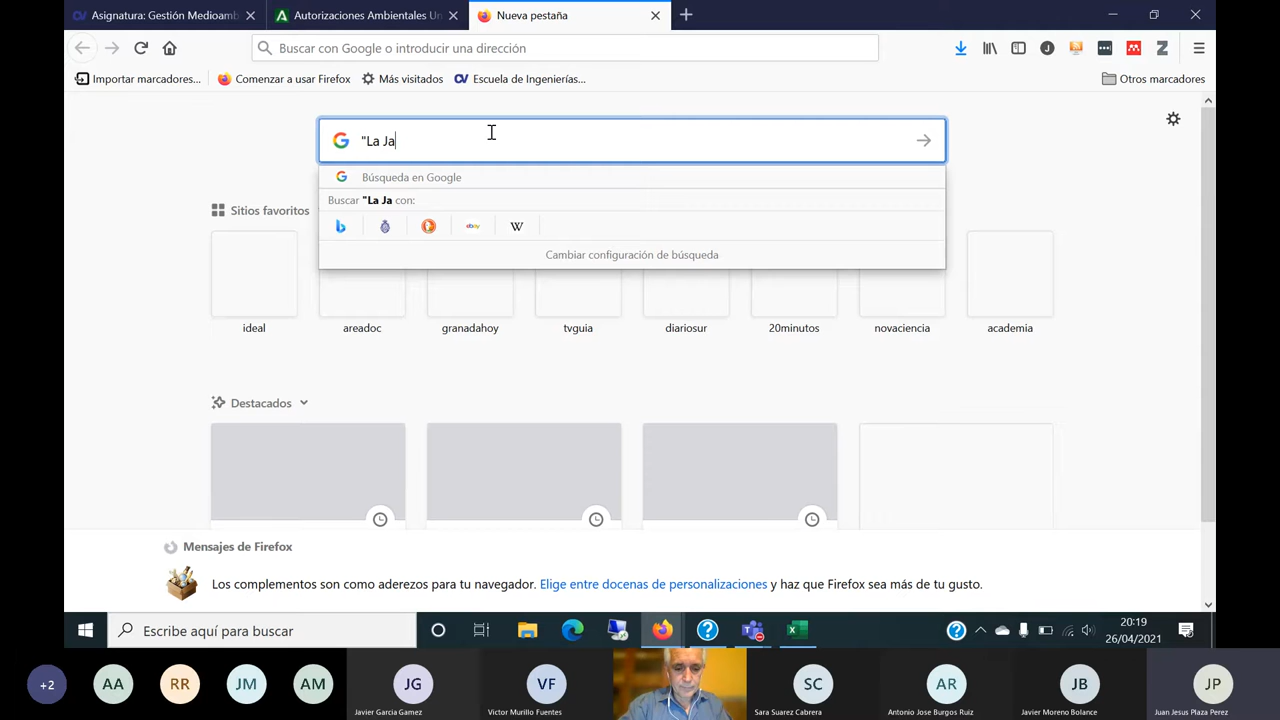 Asignatura: Gestión Medioamb
Autorizaciones Ambientales Un
Nueva pestaña
Buscar con Google o introducir una dirección
J
Z
Importar marcadores...
Comenzar a usar Firefox
Más visitados
Escuela de Ingenierías...
Otros marcadores
G "La Ja
Búsqueda en Google
Buscar "La Ja con:
ebay
W
Cambiar configuración de búsqueda
Sitios favoritos
ideal
areadoc
granadahoy
tvguia
diariosur
20minutos
novaciencia
academia
Destacados
Mensajes de Firefox
Los complementos son como aderezos para tu navegador. Elige entre docenas de personalizaciones y haz que Firefox sea más de tu gusto.
Escribe aquí para buscar
20:19
26/04/2021
+2
AA
RR
JM
AM
JG
Javier Garcia Gamez
VF
Victor Murillo Fuentes
SC
Sara Suarez Cabrera
AR
Antonio Jose Burgos Ruiz
JB
Javier Moreno Bolance
JP
Juan Jesus Plaza Perez